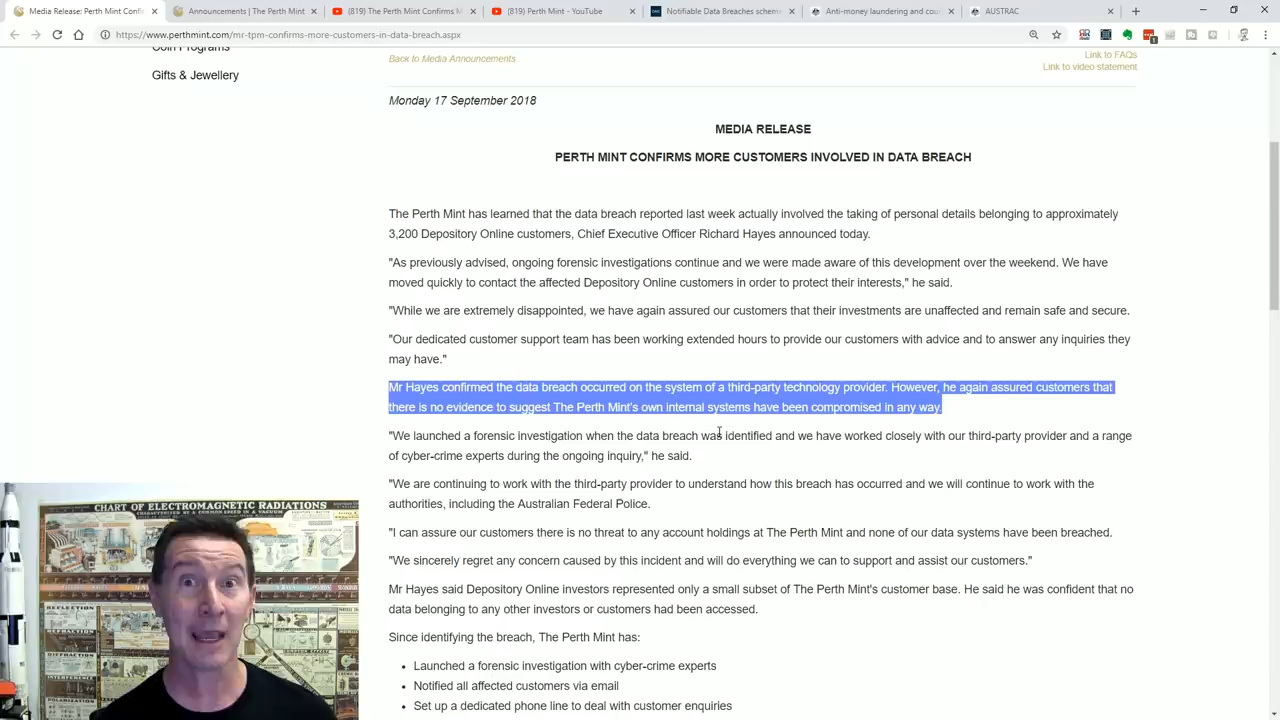 Media Release: Perth Mint Confi
Announcements | The Perth Mint
(819) The Perth Mint Confirms M
(819) Perth Mint - YouTube
Notifiable Data Breaches scheme
Anti-money laundering and cou
AUSTRAC
https://www.perthmint.com/mr-tpm-confirms-more-customers-in-data-breach.aspx
Coin Programs
Gifts & Jewellery
Back to Media Announcements
Link to FAQs
Link to video statement
Monday 17 September 2018
MEDIA RELEASE
PERTH MINT CONFIRMS MORE CUSTOMERS INVOLVED IN DATA BREACH
The Perth Mint has learned that the data breach reported last week actually involved the taking of personal details belonging to approximately
3,200 Depository Online customers, Chief Executive Officer Richard Hayes announced today.
"As previously advised, ongoing forensic investigations continue and we were made aware of this development over the weekend. We have
moved quickly to contact the affected Depository Online customers in order to protect their interests," he said.
"While we are extremely disappointed, we have again assured our customers that their investments are unaffected and remain safe and secure.
"Our dedicated customer support team has been working extended hours to provide our customers with advice and to answer any inquiries they
may have."
Mr Hayes confirmed the data breach occurred on the system of a third-party technology provider. However, he again assured customers that
there is no evidence to suggest The Perth Mint's own internal systems have been compromised in any way.
"We launched a forensic investigation when the data breach was identified and we have worked closely with our third-party provider and a range
of cyber-crime experts during the ongoing inquiry," he said.
"We are continuing to work with the third-party provider to understand how this breach has occurred and we will continue to work with the
authorities, including the Australian Federal Police.
"I can assure our customers there is no threat to any account holdings at The Perth Mint and none of our data systems have been breached.
"We sincerely regret any concern caused by this incident and will do everything we can to support and assist our customers."
Mr Hayes said Depository Online investors represented only a small subset of The Perth Mint's customer base. He said he was confident that no
data belonging to any other investors or customers had been accessed.
Since identifying the breach, The Perth Mint has:
• Launched a forensic investigation with cyber-crime experts
• Notified all affected customers via email
• Set up a dedicated phone line to deal with customer enquiries
CHART OF ELECTROMAGNETIC RADIATIONS
REFLECTION
REFRACTION
DIFFRACTION
INTERFERENCE
POLARIZATION